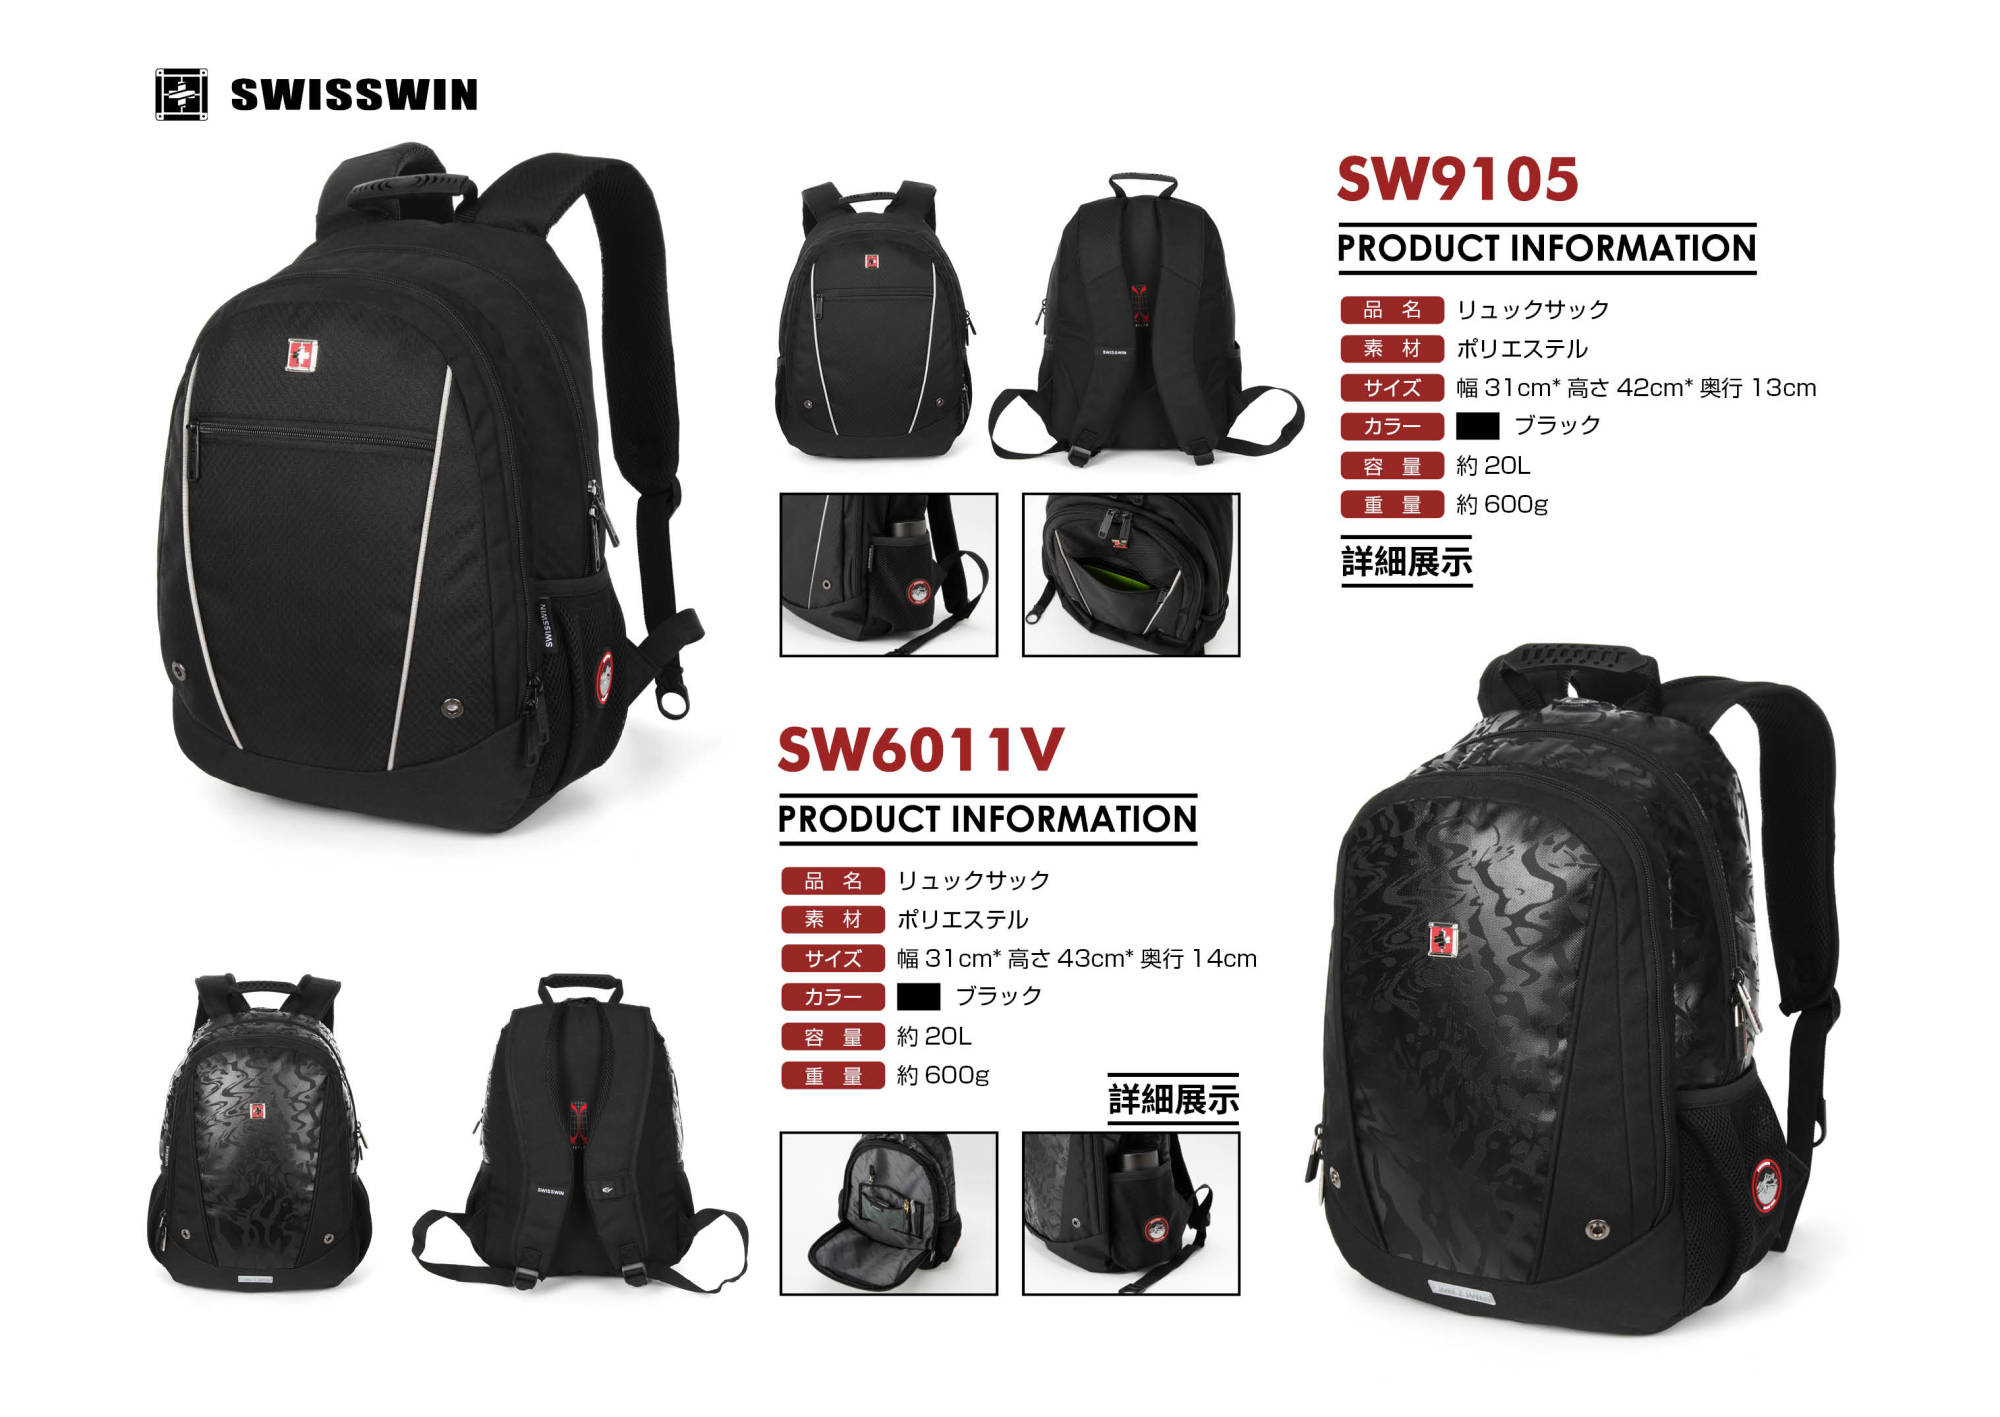 SWISSWIN
SW9105
PRODUCT INFORMATION
品 名 リュックサック
素 材 ポリエステル
サイズ 幅 31cm* 高さ 42cm* 奥行 13cm
カラー ブラック
容 量 約 20L
重 量 約 600g
詳細展示
SWISSWIN
SWISSWIN
SW6011V
PRODUCT INFORMATION
品 名 リュックサック
素 材 ポリエステル
サイズ 幅 31cm* 高さ 43cm* 奥行 14cm
カラー ブラック
容 量 約 20L
重 量 約 600g
詳細展示
SWISSWIN